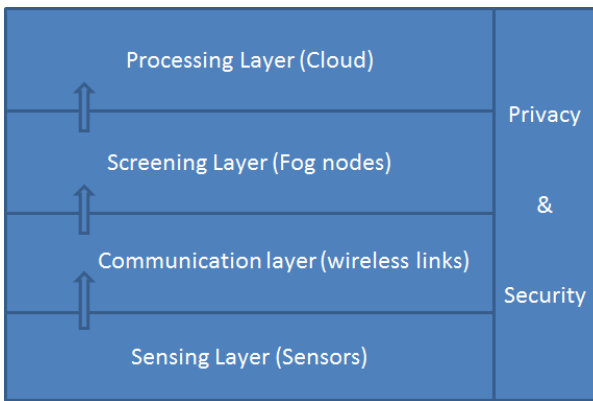 Processing Layer (Cloud)
Screening Layer (Fog nodes)
Communication layer (wireless links)
Sensing Layer (Sensors)
Privacy
&
Security